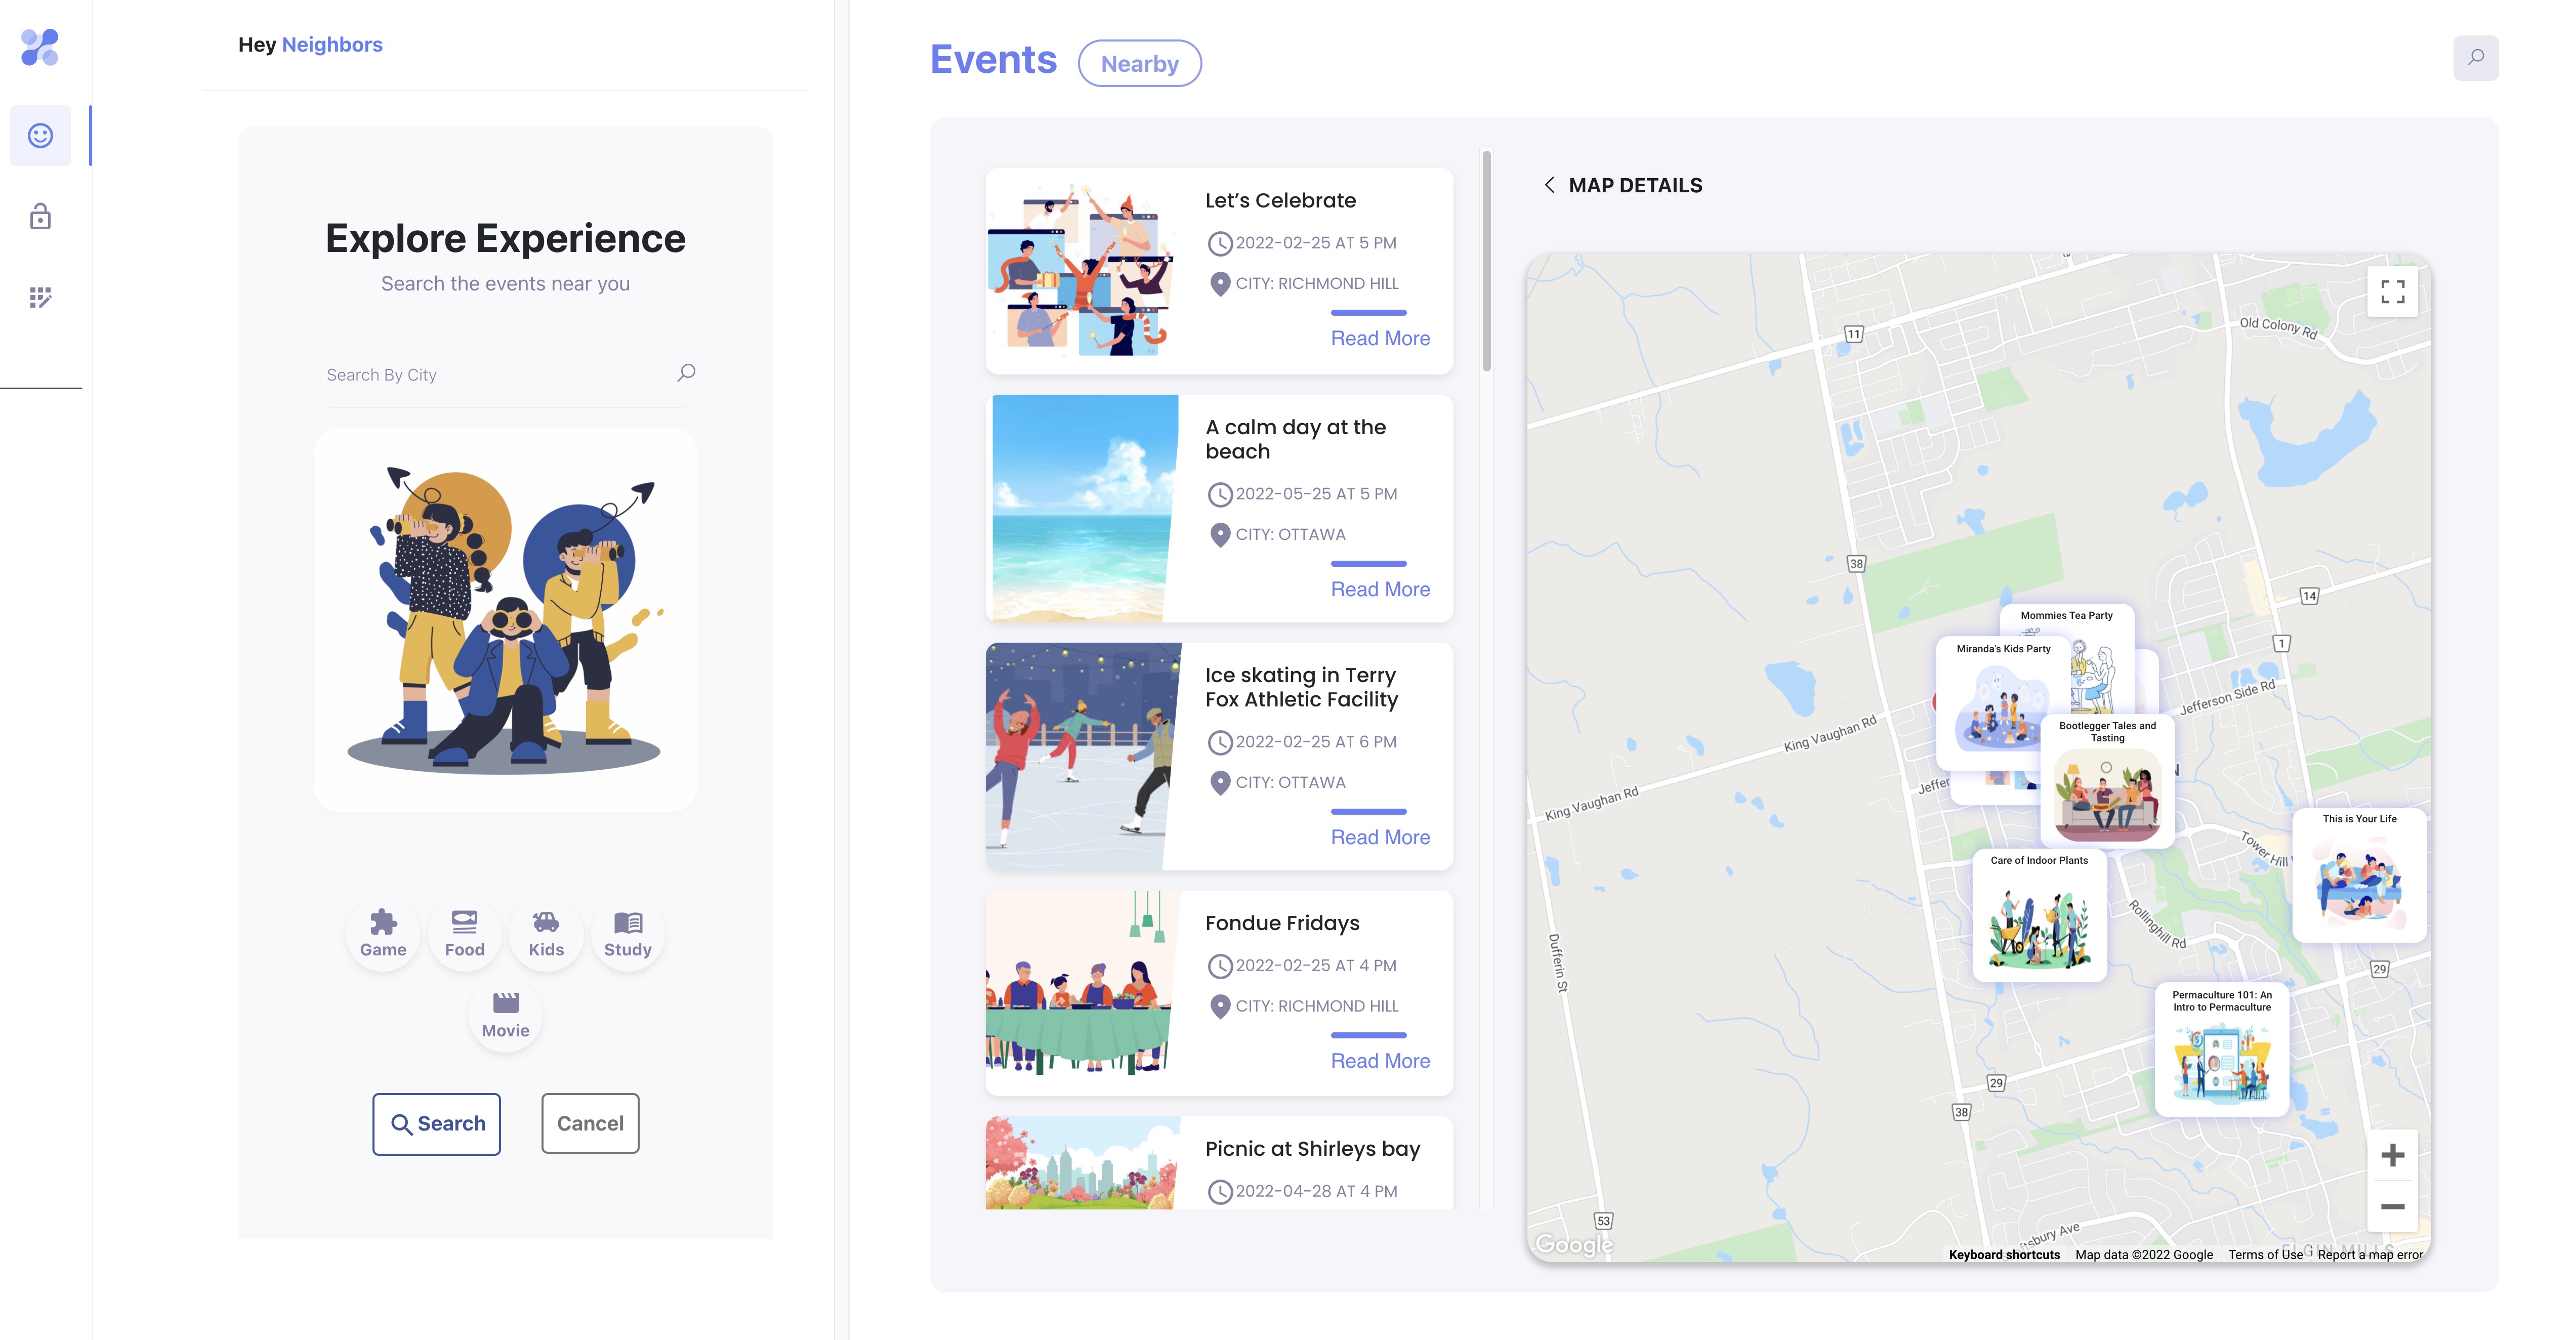 Hey Neighbors
Explore Experience
Search the events near you
Search By City
Game
Food
Kids
Study
Movie
Search
Cancel
Events
Nearby
Let’s Celebrate
2022-02-25 AT 5 PM
CITY: RICHMOND HILL
Read More
A calm day at the
beach
2022-05-25 AT 5 PM
CITY: OTTAWA
Read More
Ice skating in Terry
Fox Athletic Facility
2022-02-25 AT 6 PM
CITY: OTTAWA
Read More
Fondue Fridays
2022-02-25 AT 4 PM
CITY: RICHMOND HILL
Read More
Picnic at Shirleys bay
2022-04-28 AT 4 PM
MAP DETAILS
Old Colony Rd
11
38
14
1
Mommies Tea Party
Miranda's Kids Party
Jefferson Side Rd
King Vaughan Rd
Bootlegger Tales and
Tasting
King Vaughan Rd
This is Your Life
Tower Hill
Care of Indoor Plants
Rollinghill Rd
Dufferin St
29
Permaculture 101: An
Intro to Permaculture
29
38
53
ELGIN MILLS
Google
Keyboard shortcuts
Map data ©2022 Google
Terms of Use
Report a map error